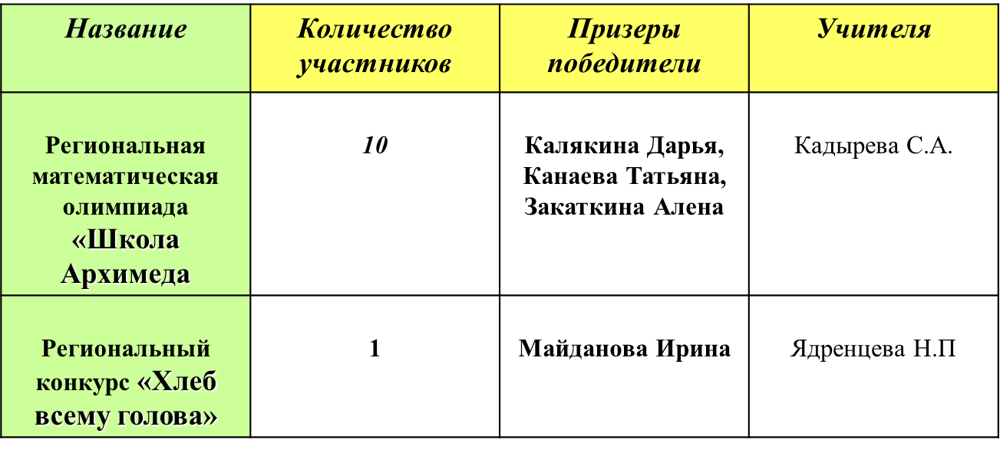 Название
Количество
участников
Призеры
победители
Учителя
Региональная
математическая
олимпиада
«Школа
Архимеда
10
Калякина Дарья,
Канаева Татьяна,
Закаткина Алена
Кадырева С.А.
Региональный
конкурс «Хлеб
всему голова»
1
Майданова Ирина
Ядренцева Н.П